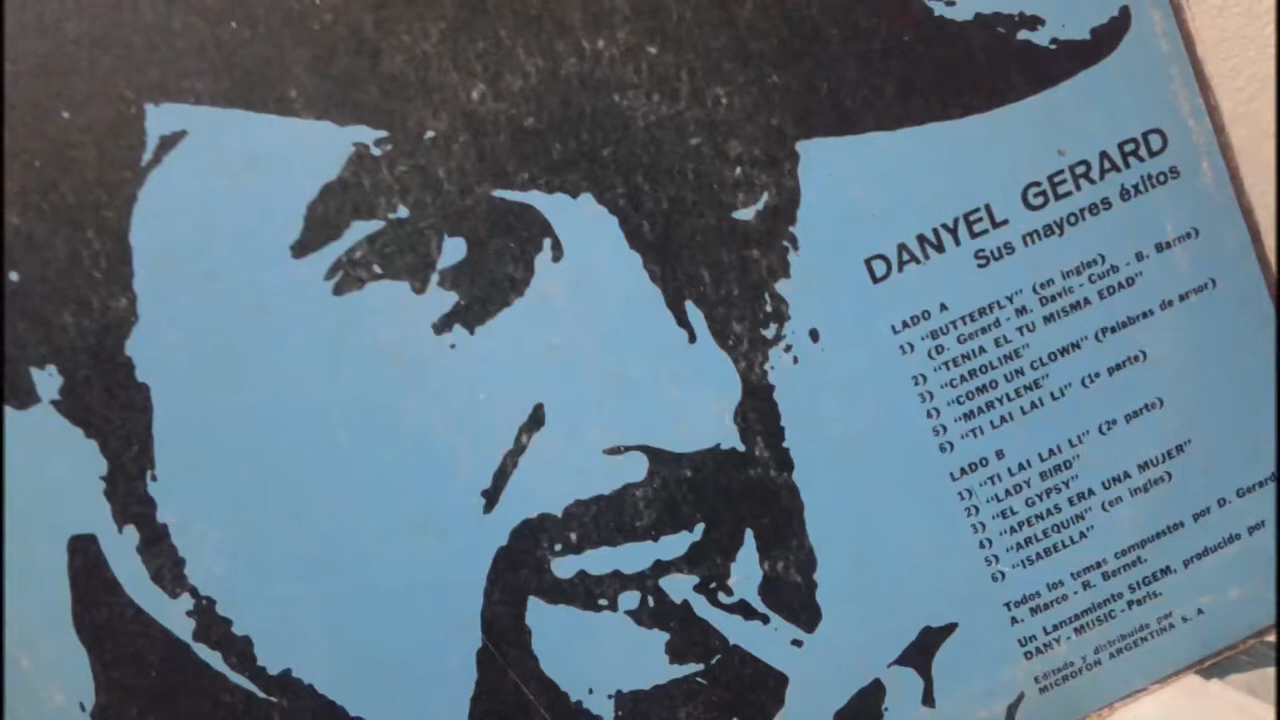 DANYEL GERARD
Sus mayores éxitos
LADO A
1) "BUTTERFLY" (en ingles)
(D. Gerard - M. Davic - Curb - B. Barne)
2) "TENIA EL TU MISMA EDAD"
3) "CAROLINE"
4) "COMO UN CLOWN" (Palabras de amor)
5) "MARYLENE"
6) "TI LAI LAI LI" (1º parte)
LADO B
1) "TI LAI LAI LI" (2º parte)
2) "LADY BIRD"
3) "EL GYPSY"
4) "APENAS ERA UNA MUJER"
5) "ARLEQUIN" (en ingles)
6) "ISABELLA"
Todos los temas compuestos por D. Gerard
A. Marco - R. Bernet.
Un Lanzamiento SIGEM, producido por
DANY - MUSIC - Paris.
Editado y distribuido por
MICROFON ARGENTINA S. A